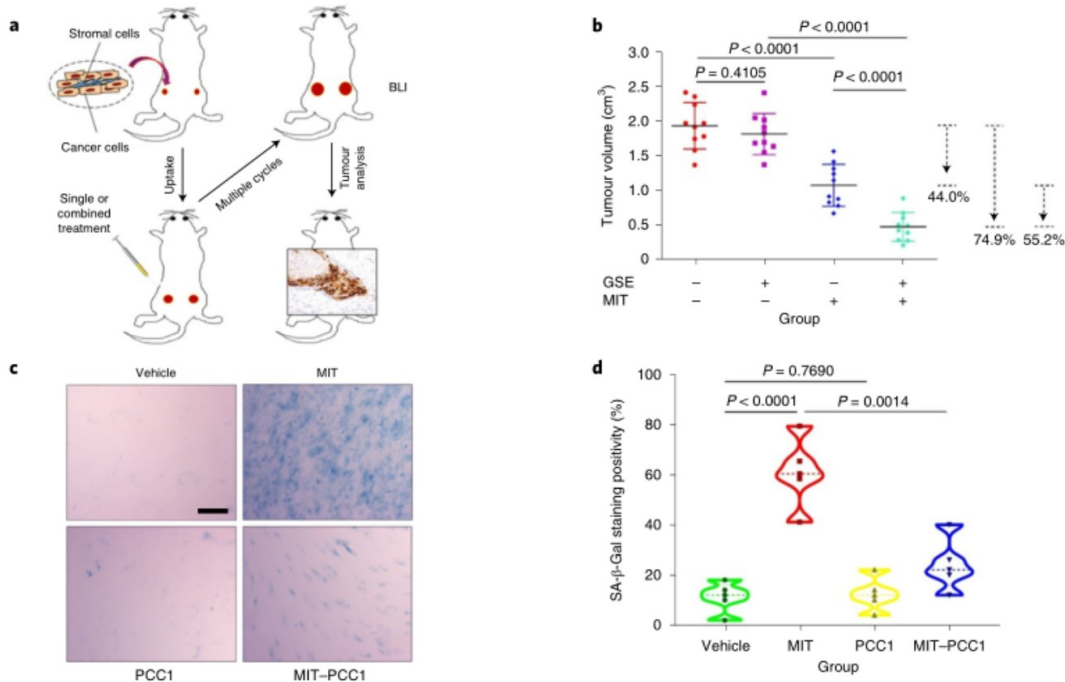 a
Stromal cells
Cancer cells
BLI
Uptake
Multiple cycles
Tumour
analysis
Single or
combined
treatment
b
P < 0.0001
P < 0.0001
P = 0.4105
P < 0.0001
Tumour volume (cm³)
3.0
2.5
2.0
1.5
1.0
0.5
0
44.0%
74.9%
55.2%
GSE − + − +
MIT − − + +
Group
c
Vehicle
MIT
PCC1
MIT–PCC1
d
P = 0.7690
P < 0.0001
P = 0.0014
SA-β-Gal staining positivity (%)
100
80
60
40
20
0
Vehicle MIT PCC1 MIT–PCC1
Group